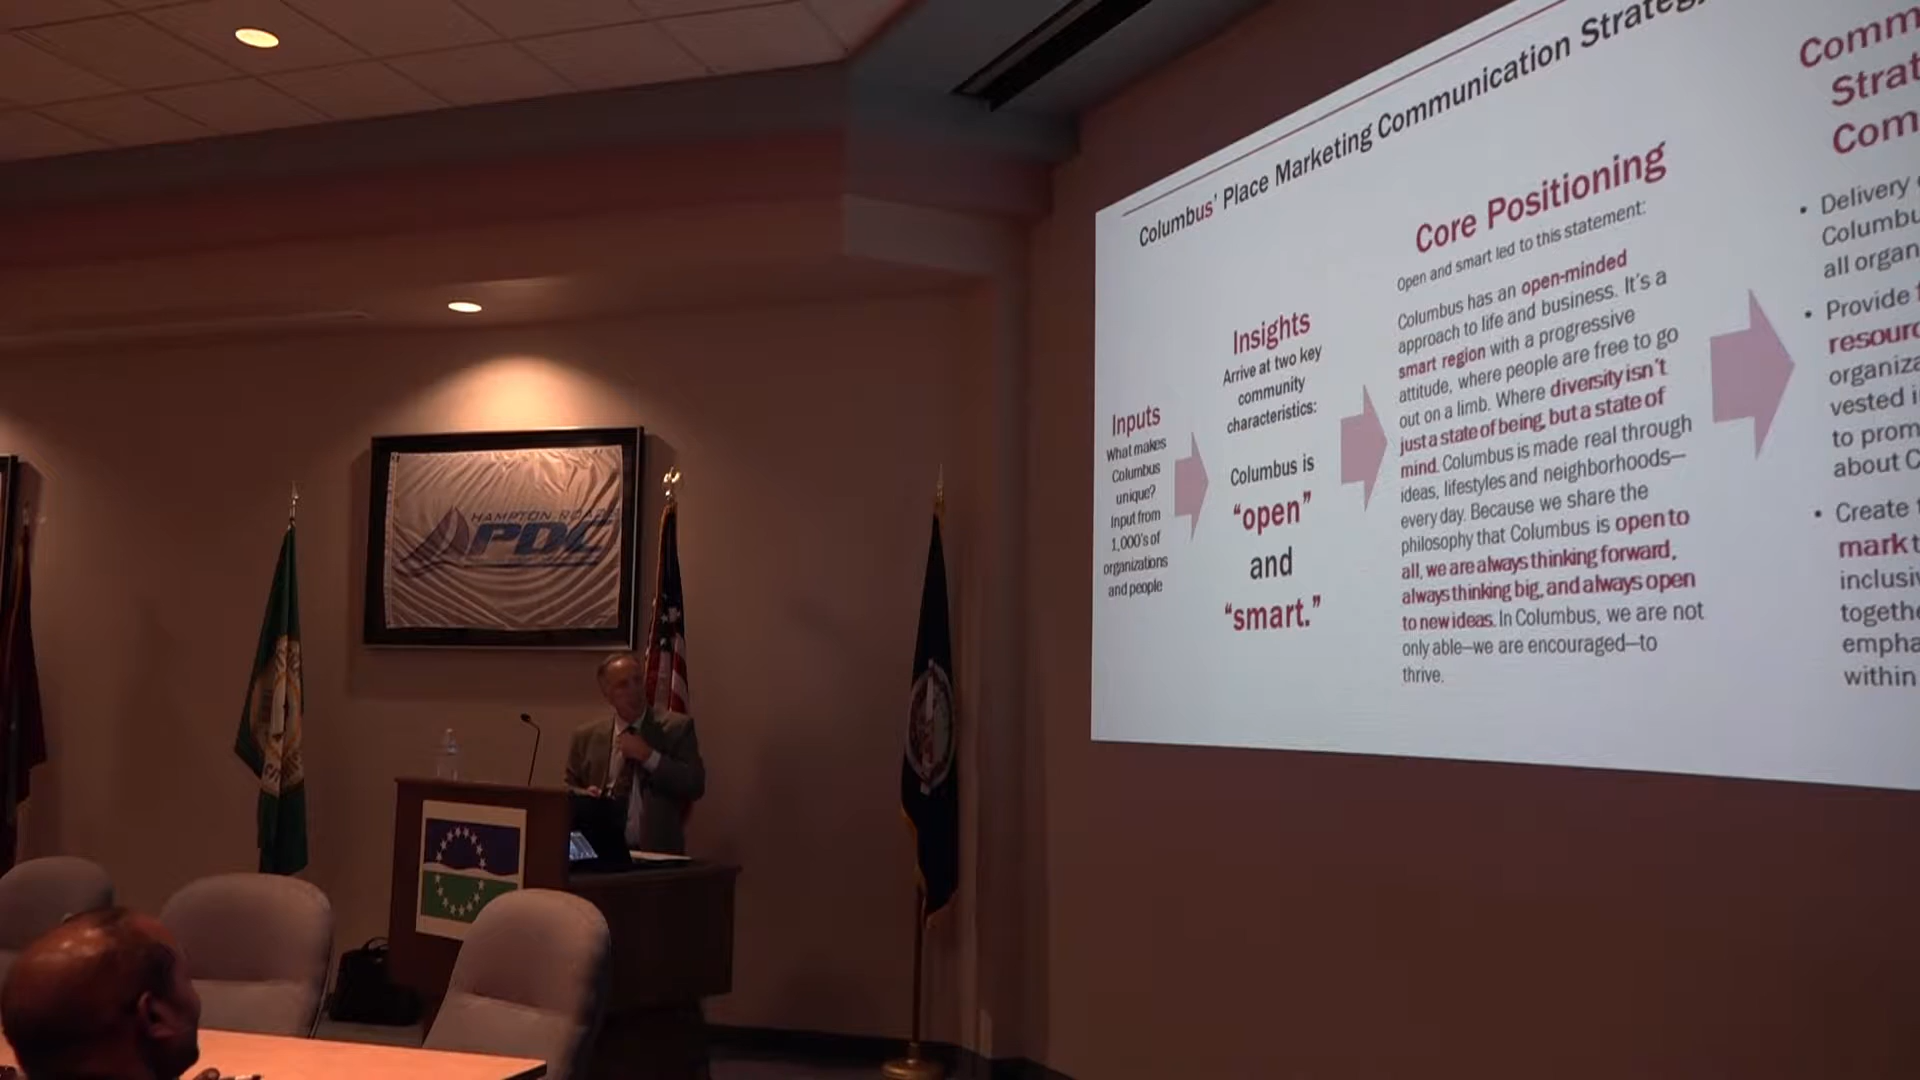 Columbus' Place Marketing Communication Strategy
Inputs
What makes
Columbus
unique?
Input from
1,000's of
organizations
and people
Insights
Arrive at two key
community
characteristics:
Columbus is
“open”
and
“smart.”
Core Positioning
Open and smart led to this statement:
Columbus has an open-minded
approach to life and business. It's a
smart region with a progressive
attitude, where people are free to go
out on a limb. Where diversity isn't
just a state of being, but a state of
mind. Columbus is made real through
ideas, lifestyles and neighborhoods—
every day. Because we share the
philosophy that Columbus is open to
all, we are always thinking forward,
always thinking big, and always open
to new ideas. In Columbus, we are not
only able—we are encouraged—to
thrive.
Comm
Strat
Com
• Delivery
Columbu
all organ
• Provide
resourc
organiza
vested i
to prom
about C
• Create
mark t
inclusiv
togethe
empha
within
HAMPTON ROADS
PDC